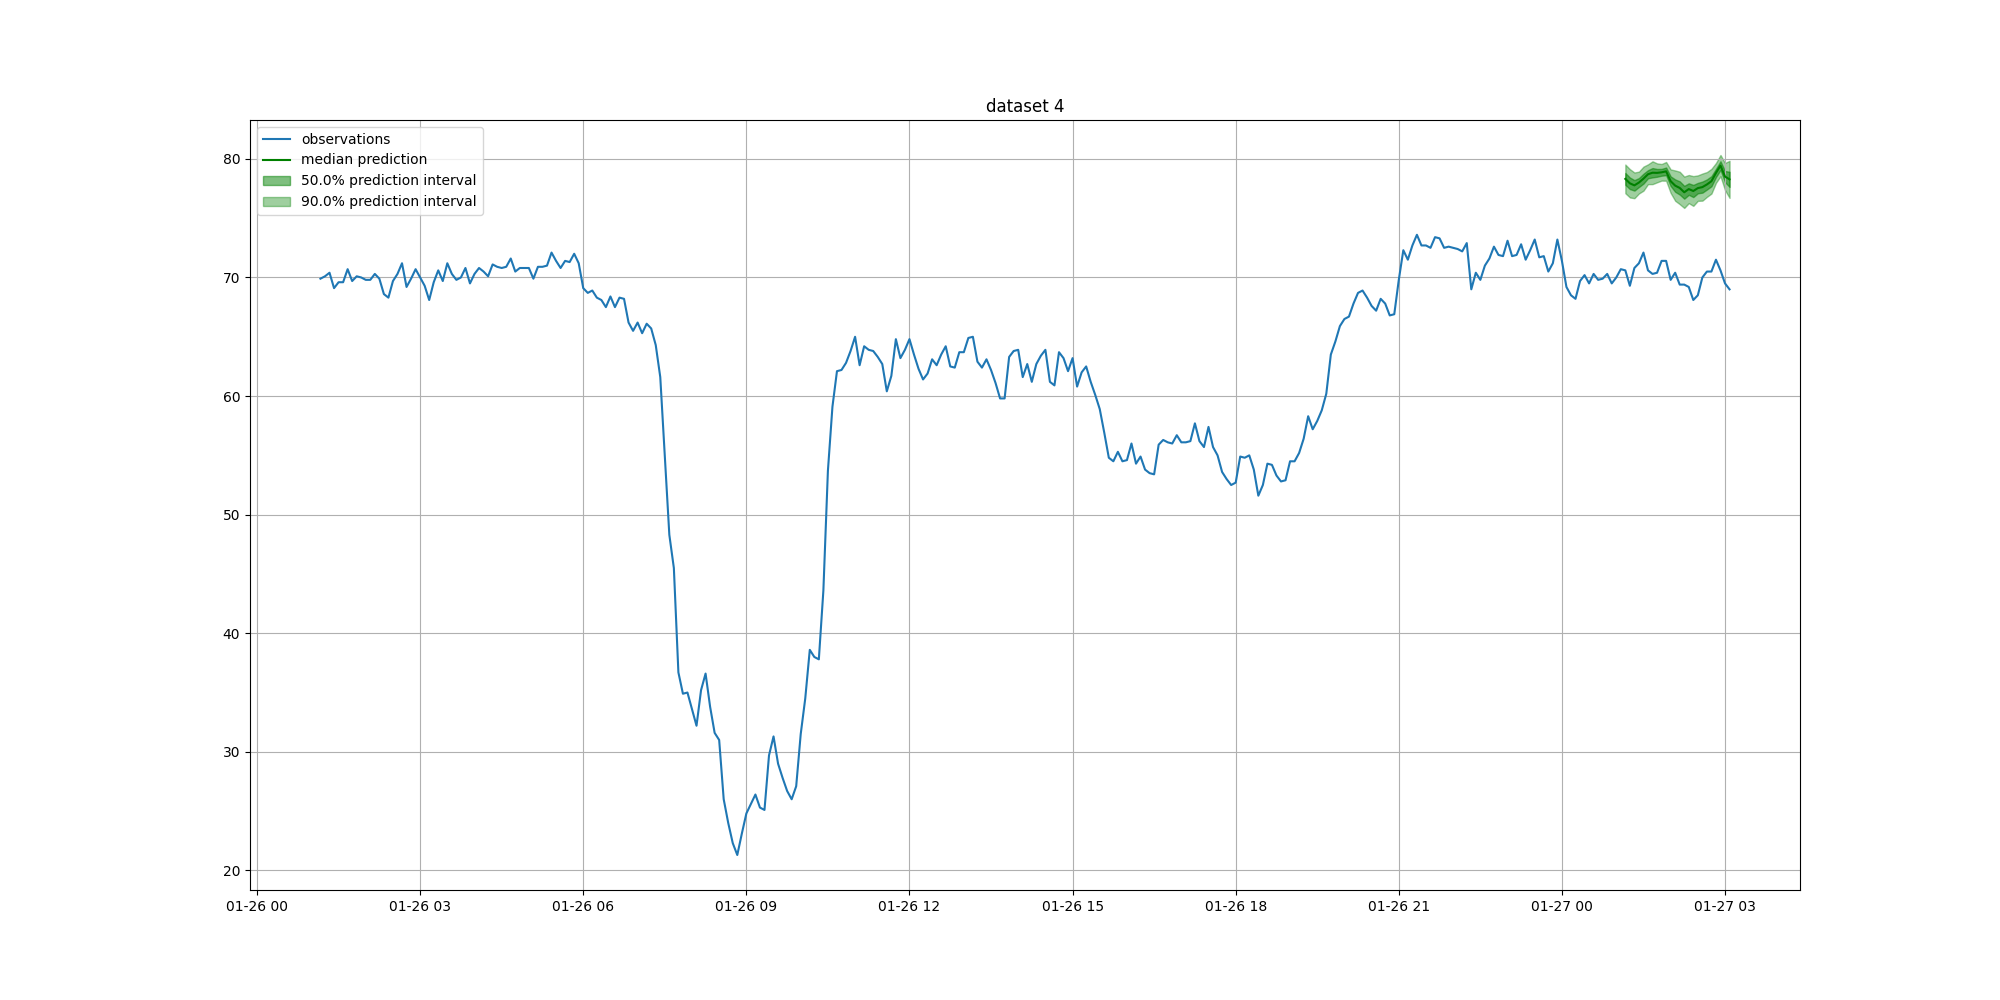 dataset 4
observations
median prediction
50.0% prediction interval
90.0% prediction interval
80
70
60
50
40
30
20
01-26 00 01-26 03 01-26 06 01-26 09 01-26 12 01-26 15 01-26 18 01-26 21 01-27 00 01-27 03